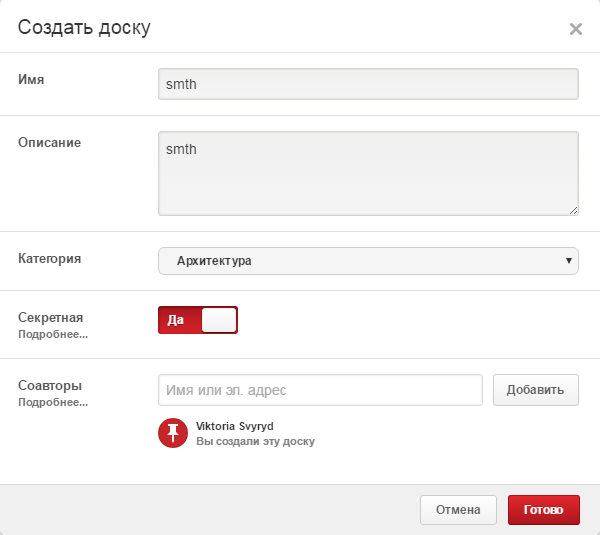 Создать доску
Имя
smth
Описание
smth
Категория
Архитектура
Секретная
Подробнее...
Да
Соавторы
Подробнее...
Имя или эл. адрес
Добавить
Viktoria Svyryd
Вы создали эту доску
Отмена
Готово